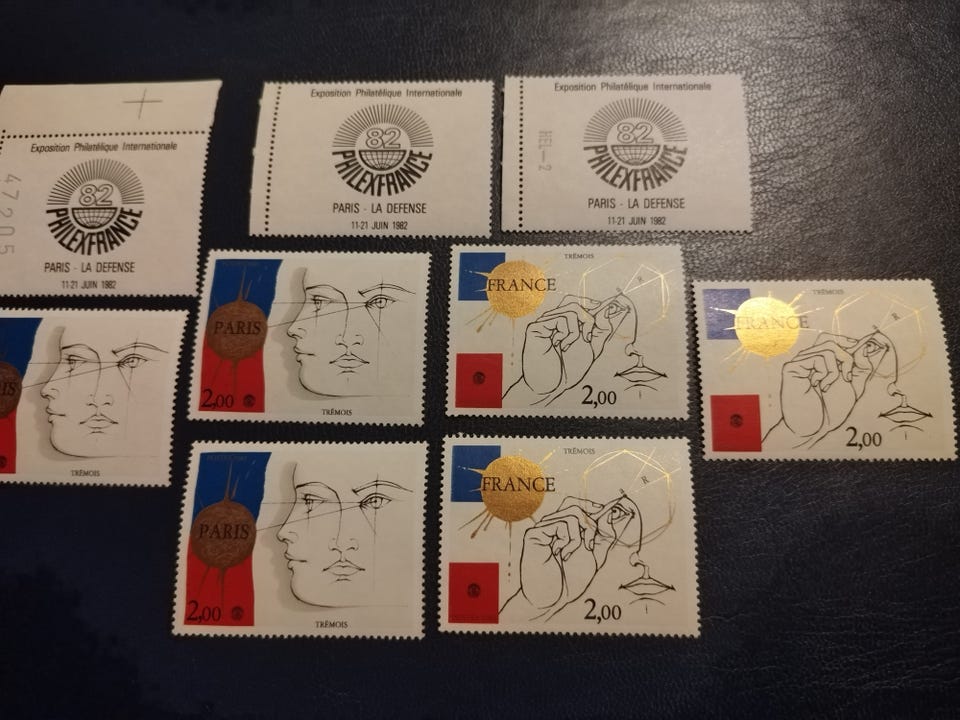 Exposition Philatélique Internationale
82
PHILEXFRANCE
PARIS - LA DEFENSE
11-21 JUIN 1982
47205
Exposition Philatélique Internationale
82
PHILEXFRANCE
PARIS - LA DEFENSE
11-21 JUIN 1982
Exposition Philatélique Internationale
82
PHILEXFRANCE
PARIS - LA DEFENSE
11-21 JUIN 1982
TRÉMOIS
PARIS
2,00
TRÉMOIS
TRÉMOIS
FRANCE
R
2,00
TRÉMOIS
FRANCE
R
2,00
PARIS
2,00
TRÉMOIS
TRÉMOIS
FRANCE
R
2,00